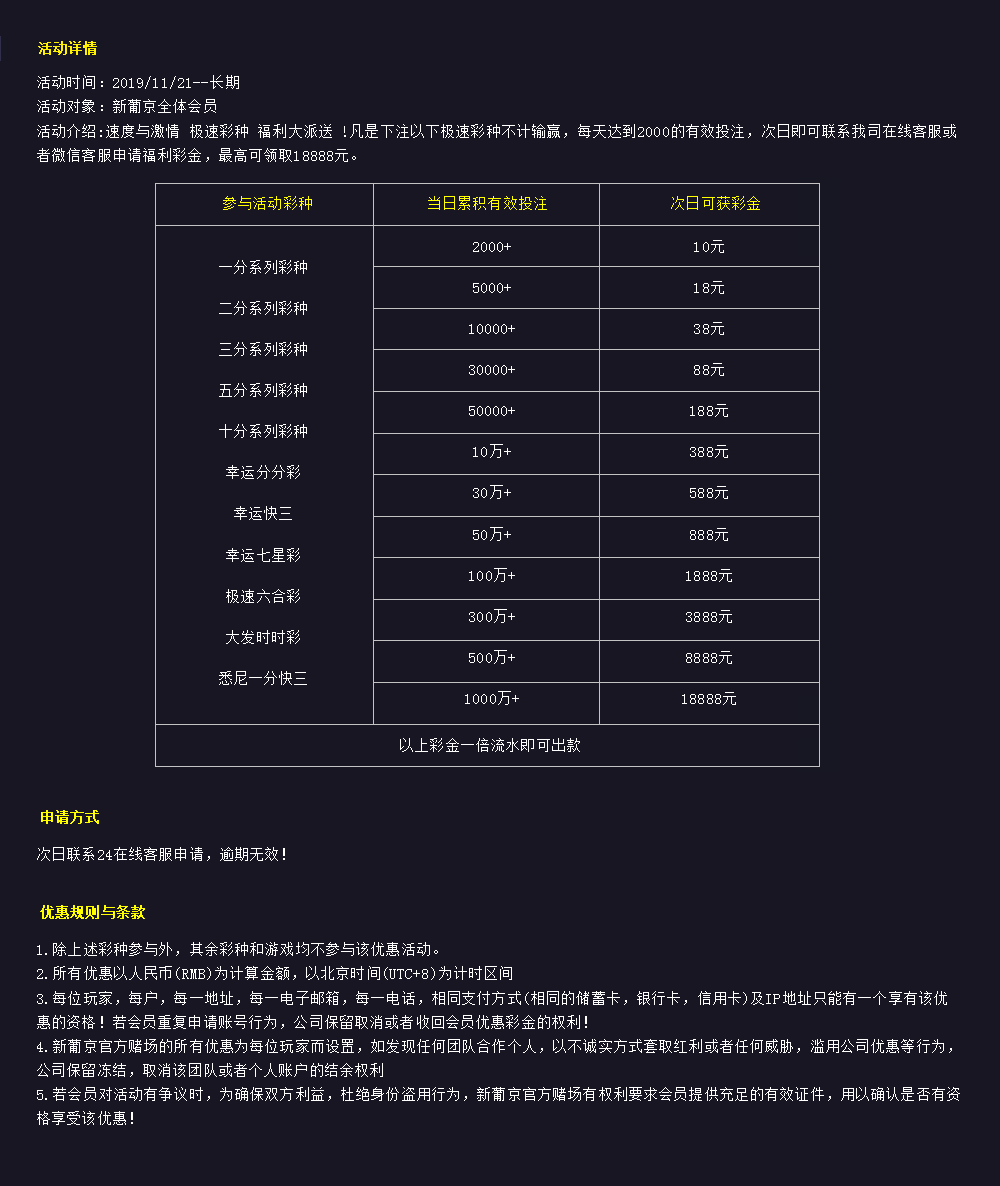 活动详情
活动时间：2019/11/21--长期
活动对象：新葡京全体会员
活动介绍:速度与激情 极速彩种 福利大派送 !凡是下注以下极速彩种不计输赢，每天达到2000的有效投注，次日即可联系我司在线客服或
者微信客服申请福利彩金，最高可领取18888元。
参与活动彩种 当日累积有效投注 次日可获彩金
2000+ 10元
一分系列彩种
5000+ 18元
二分系列彩种
10000+ 38元
三分系列彩种
30000+ 88元
五分系列彩种
50000+ 188元
十分系列彩种
10万+ 388元
幸运分分彩
30万+ 588元
幸运快三
50万+ 888元
幸运七星彩
100万+ 1888元
极速六合彩
300万+ 3888元
大发时时彩
500万+ 8888元
悉尼一分快三
1000万+ 18888元
以上彩金一倍流水即可出款
申请方式
次日联系24在线客服申请，逾期无效！
优惠规则与条款
1.除上述彩种参与外，其余彩种和游戏均不参与该优惠活动。
2.所有优惠以人民币(RMB)为计算金额，以北京时间(UTC+8)为计时区间
3.每位玩家，每户，每一地址，每一电子邮箱，每一电话，相同支付方式(相同的储蓄卡，银行卡，信用卡)及IP地址只能有一个享有该优
惠的资格！若会员重复申请账号行为，公司保留取消或者收回会员优惠彩金的权利！
4.新葡京官方赌场的所有优惠为每位玩家而设置，如发现任何团队合作个人，以不诚实方式套取红利或者任何威胁，滥用公司优惠等行为，
公司保留冻结，取消该团队或者个人账户的结余权利
5.若会员对活动有争议时，为确保双方利益，杜绝身份盗用行为，新葡京官方赌场有权利要求会员提供充足的有效证件，用以确认是否有资
格享受该优惠！